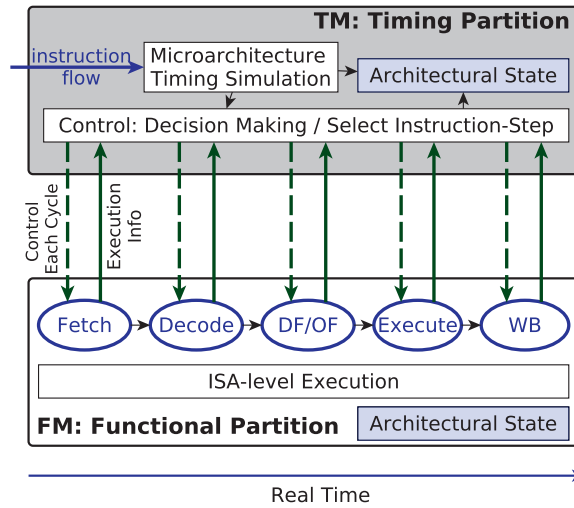 TM: Timing Partition
instruction
flow
Microarchitecture
Timing Simulation
Architectural State
Control: Decision Making / Select Instruction-Step
Control
Each Cycle
Execution
Info
Fetch
Decode
DF/OF
Execute
WB
ISA-level Execution
FM: Functional Partition
Architectural State
Real Time